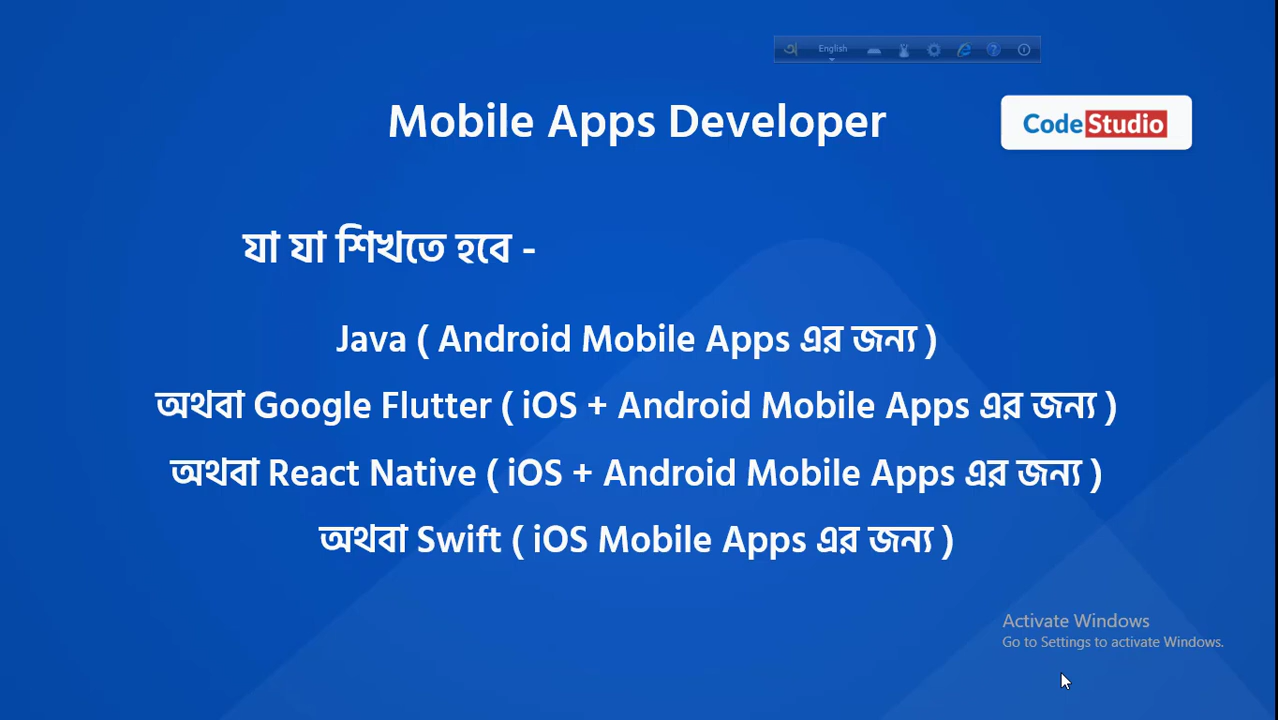 অ English
Mobile Apps Developer
CodeStudio
যা যা শিখতে হবে -
Java ( Android Mobile Apps এর জন্য )
অথবা Google Flutter ( iOS + Android Mobile Apps এর জন্য )
অথবা React Native ( iOS + Android Mobile Apps এর জন্য )
অথবা Swift ( iOS Mobile Apps এর জন্য )
Activate Windows
Go to Settings to activate Windows.